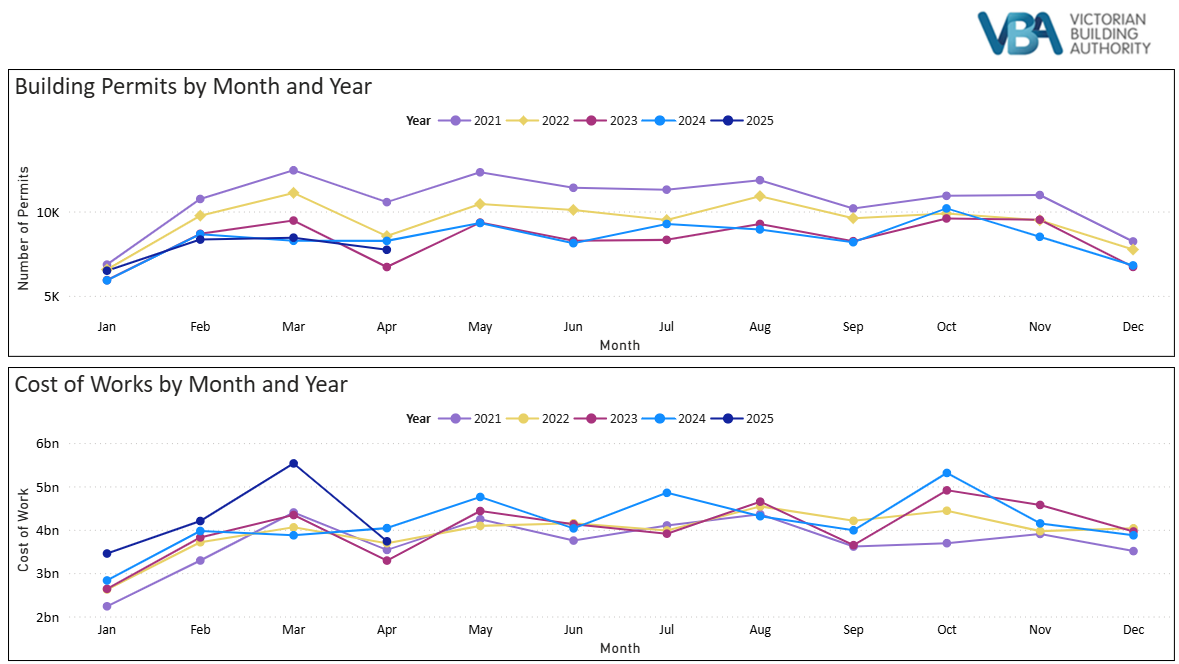 VBA VICTORIAN
BUILDING
AUTHORITY
Building Permits by Month and Year
Year 2021 2022 2023 2024 2025
Number of Permits
10K
5K
Jan Feb Mar Apr May Jun Jul Aug Sep Oct Nov Dec
Month
Cost of Works by Month and Year
Year 2021 2022 2023 2024 2025
Cost of Work
6bn
5bn
4bn
3bn
2bn
Jan Feb Mar Apr May Jun Jul Aug Sep Oct Nov Dec
Month